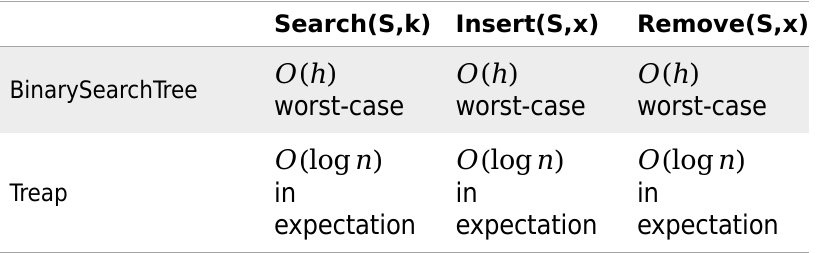 Search(S,k) Insert(S,x) Remove(S,x)
BinarySearchTree O(h) worst-case O(h) worst-case O(h) worst-case
Treap O(log n) in expectation O(log n) in expectation O(log n) in expectation